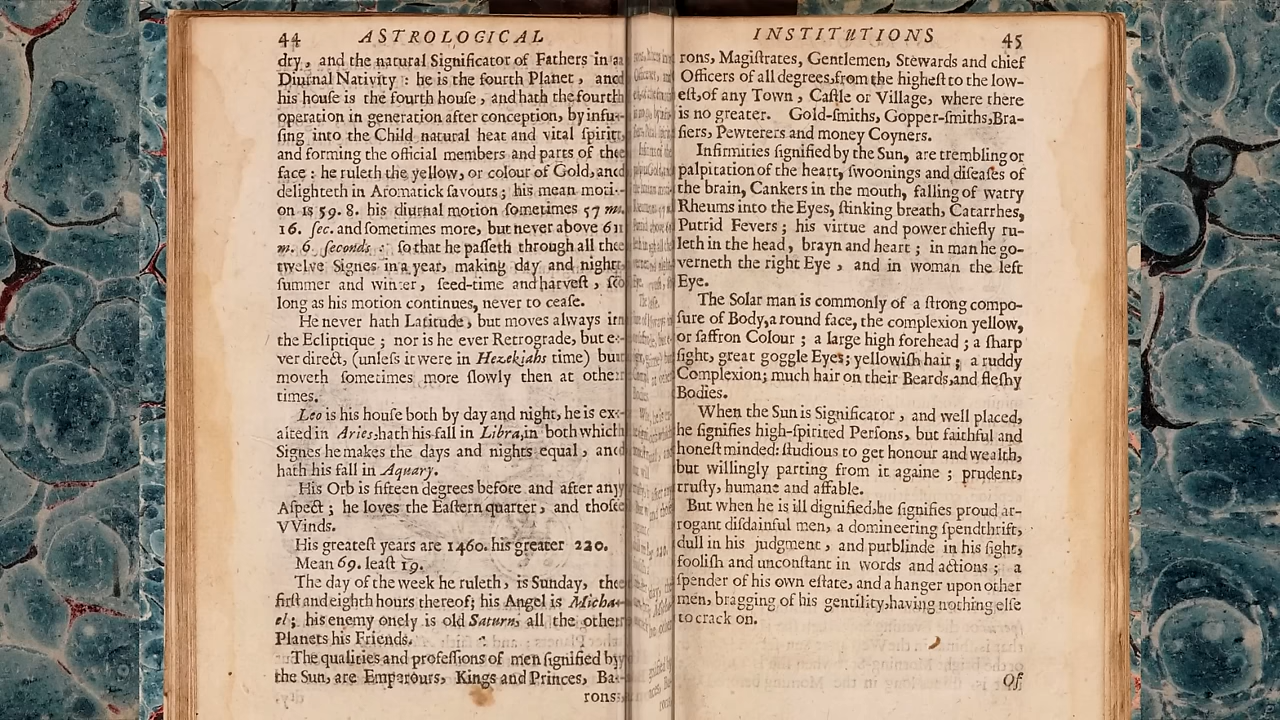 44 ASTROLOGICAL
dry, and the natural Significator of Fathers in a
Diurnal Nativity : he is the fourth Planet, and
his houſe is the fourth houſe, and hath the fourth
operation in generation after conception, by infu-
ſing into the Child natural heat and vital ſpirit,
and forming the official members and parts of the
face : he ruleth the yellow, or colour of Gold, and
delighteth in Aromatick ſavours ; his mean moti-
on is 59. 8. his diurnal motion ſometimes 57 m.
16. ſec. and ſometimes more, but never above 61
m. 6. ſeconds : ſo that he paſſeth through all the
twelve Signes in a year, making day and night,
ſummer and winter, ſeed-time and harveſt, ſo
long as his motion continues, never to ceaſe.
He never hath Latitude, but moves always in
the Ecliptique ; nor is he ever Retrograde, but e-
ver direct, (unleſs it were in Hezekiahs time) but
moveth ſometimes more ſlowly then at other
times.
Leo is his houſe both by day and night, he is ex-
alted in Aries, hath his fall in Libra, in both which
Signes he makes the days and nights equal, and
hath his fall in Aquary.
His Orb is fifteen degrees before and after any
Aſpect ; he loves the Eaſtern quarter, and thoſe
VVinds.
His greateſt years are 1460. his greater 220.
Mean 69. leaſt 19.
The day of the week he ruleth, is Sunday, the
firſt and eighth hours thereof; his Angel is Micha-
el ; his enemy onely is old Saturn, all the other
Planets his Friends.
The qualities and profeſſions of men ſignified by
the Sun, are Emperours, Kings and Princes, Ba-
rons,
INSTITUTIONS 45
rons, Magiſtrates, Gentlemen, Stewards and chief
Officers of all degrees, from the higheſt to the low-
eſt, of any Town, Caſtle or Village, where there
is no greater. Gold-ſmiths, Gopper-ſmiths, Bra-
ſiers, Pewterers and money Coyners.
Infirmities ſignified by the Sun, are trembling or
palpitation of the heart, ſwoonings and diſeaſes of
the brain, Cankers in the mouth, falling of watry
Rheums into the Eyes, ſtinking breath, Catarrhes,
Putrid Fevers ; his virtue and power chiefly ru-
leth in the head, brayn and heart ; in man he go-
verneth the right Eye, and in woman the left
Eye.
The Solar man is commonly of a ſtrong compo-
ſure of Body, a round face, the complexion yellow,
or ſaffron Colour ; a large high forehead ; a ſharp
ſight, great goggle Eyes; yellowiſh hair ; a ruddy
Complexion; much hair on their Beards, and fleſhy
Bodies.
When the Sun is Significator, and well placed,
he ſignifies high-ſpirited Perſons, but faithful and
honeſt minded: ſtudious to get honour and wealth,
but willingly parting from it againe ; prudent,
truſty, humane and affable.
But when he is ill dignified, he ſignifies proud ar-
rogant diſdainful men, a domineering ſpendthrift,
dull in his judgment, and purblinde in his ſight,
fooliſh and unconſtant in words and actions ; a
ſpender of his own eſtate, and a hanger upon other
men, bragging of his gentility, having nothing elſe
to crack on.
Of